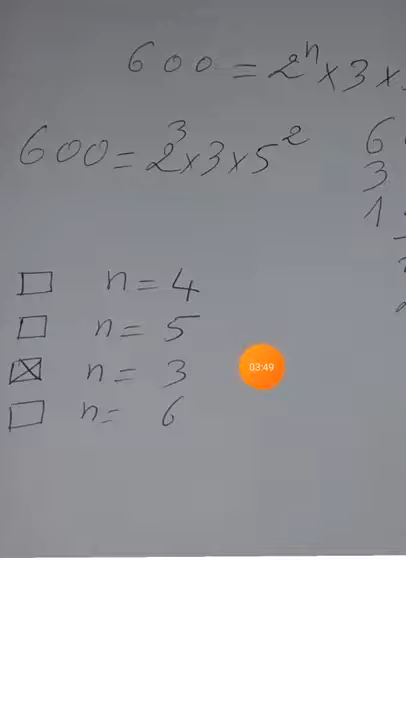 600 = 2ⁿ × 3 ×
600 = 2³ × 3 × 5²
6
3
1
n = 4
n = 5
n = 3
n = 6
03:49